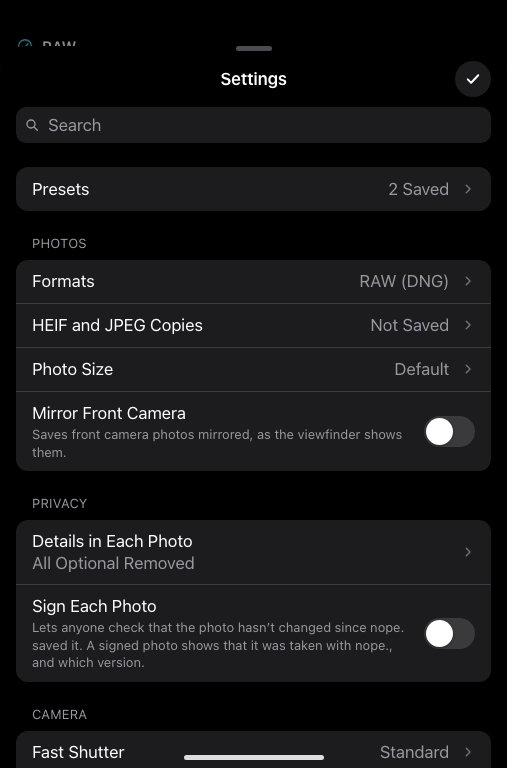 RAW
Settings
Search
Presets 2 Saved
PHOTOS
Formats RAW (DNG)
HEIF and JPEG Copies Not Saved
Photo Size Default
Mirror Front Camera
Saves front camera photos mirrored, as the viewfinder shows
them.
PRIVACY
Details in Each Photo
All Optional Removed
Sign Each Photo
Lets anyone check that the photo hasn't changed since nope.
saved it. A signed photo shows that it was taken with nope.,
and which version.
CAMERA
Fast Shutter Standard